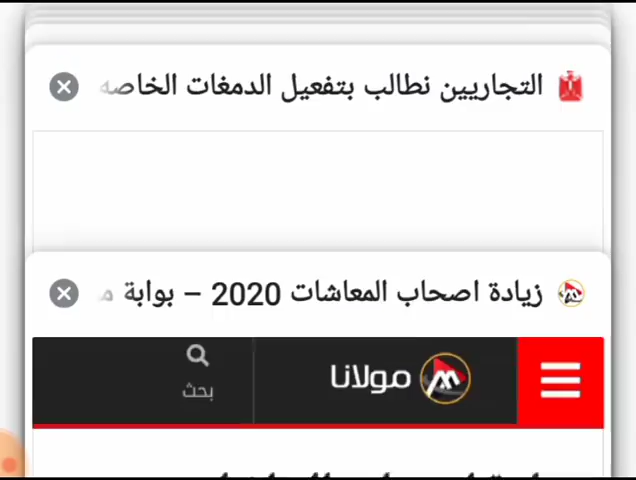 التجاريين نطالب بتفعيل الدمغات الخاصه
زيادة اصحاب المعاشات 2020 – بوابة
مولانا
بحث